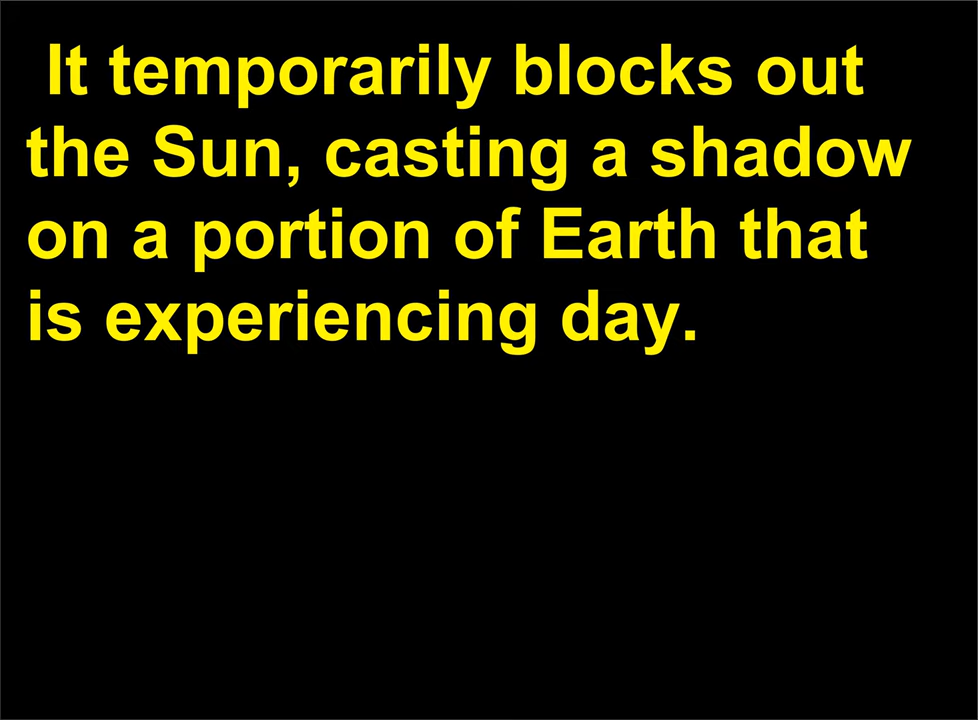 It temporarily blocks out
the Sun, casting a shadow
on a portion of Earth that
is experiencing day.